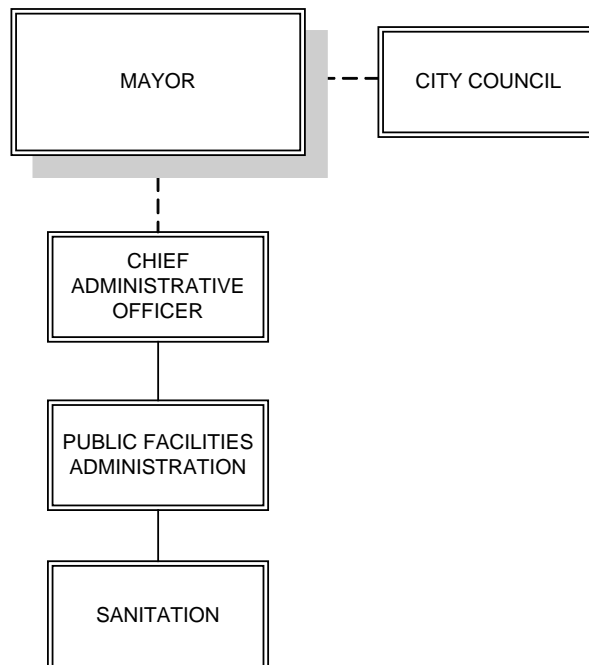 MAYOR
CITY COUNCIL
CHIEF
ADMINISTRATIVE
OFFICER
PUBLIC FACILITIES
ADMINISTRATION
SANITATION